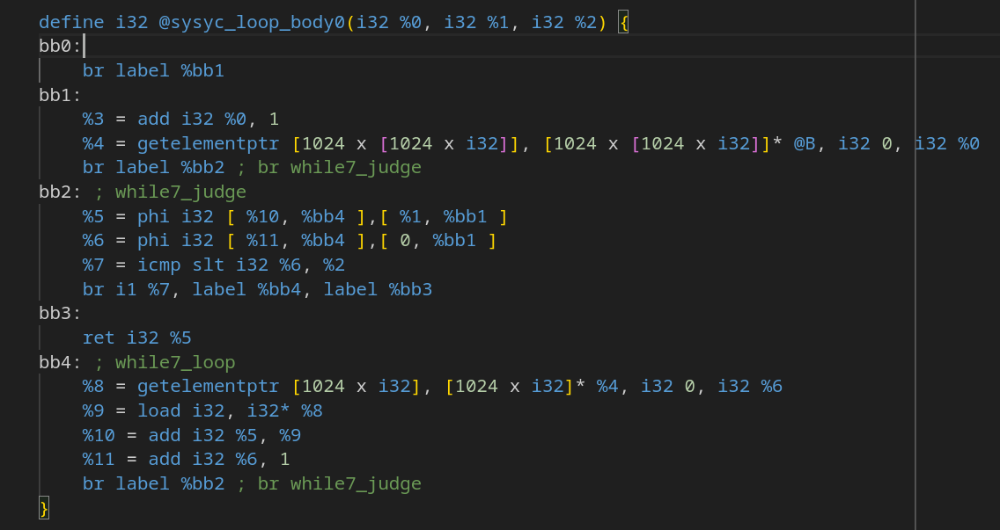 define i32 @sysyc_loop_body0(i32 %0, i32 %1, i32 %2) {
bb0:
    br label %bb1
bb1:
    %3 = add i32 %0, 1
    %4 = getelementptr [1024 x [1024 x i32]], [1024 x [1024 x i32]]* @B, i32 0, i32 %0
    br label %bb2 ; br while7_judge
bb2: ; while7_judge
    %5 = phi i32 [ %10, %bb4 ],[ %1, %bb1 ]
    %6 = phi i32 [ %11, %bb4 ],[ 0, %bb1 ]
    %7 = icmp slt i32 %6, %2
    br i1 %7, label %bb4, label %bb3
bb3:
    ret i32 %5
bb4: ; while7_loop
    %8 = getelementptr [1024 x i32], [1024 x i32]* %4, i32 0, i32 %6
    %9 = load i32, i32* %8
    %10 = add i32 %5, %9
    %11 = add i32 %6, 1
    br label %bb2 ; br while7_judge
}